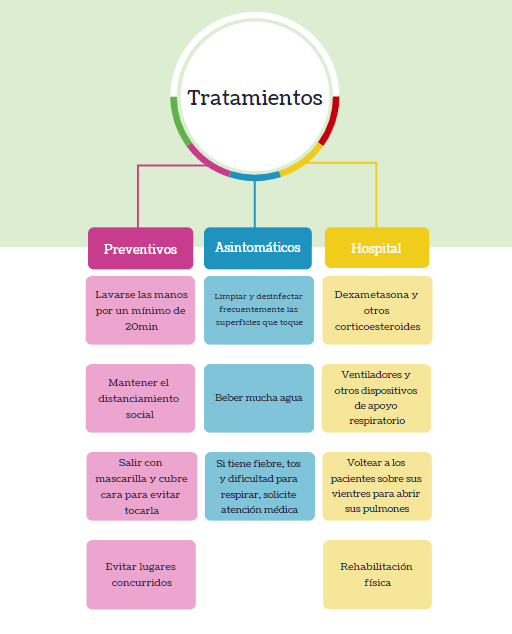 Tratamientos
Preventivos
Asintomáticos
Hospital
Lavarse las manos
por un mínimo de
20min
Limpiar y desinfectar
frecuentemente las
superficies que toque
Dexametasona y
otros
corticoesteroides
Mantener el
distanciamiento
social
Beber mucha agua
Ventiladores y
otros dispositivos
de apoyo
respiratorio
Salir con
mascarilla y cubre
cara para evitar
tocarla
Si tiene fiebre, tos
y dificultad para
respirar, solicite
atención médica
Voltear a los
pacientes sobre sus
vientres para abrir
sus pulmones
Evitar lugares
concurridos
Rehabilitación
física